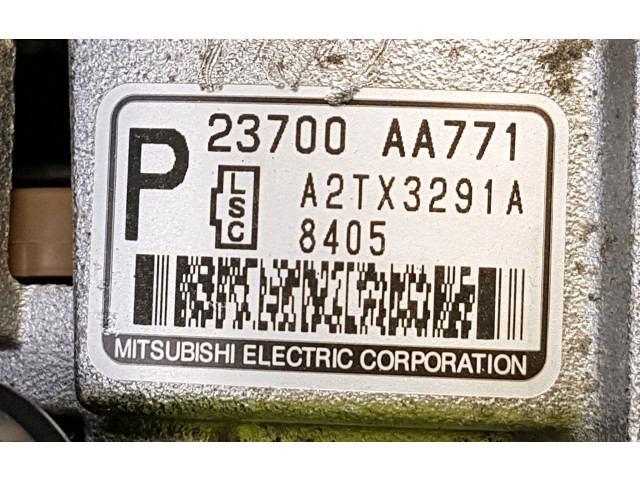 P 23700 AA771
LSC A2TX3291A
8405
MITSUBISHI ELECTRIC CORPORATION